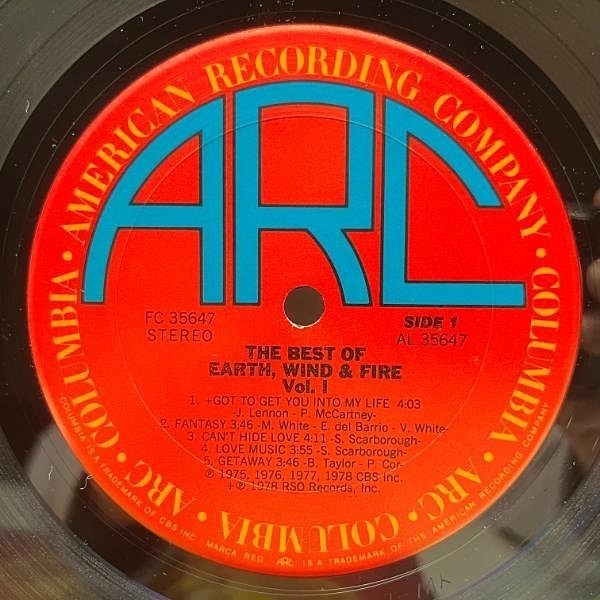 COLUMBIA • AMERICAN RECORDING COMPANY • COLUMBIA • ARC • COLUMBIA • ARC •
ARC
FC 35647
STEREO
SIDE 1
AL 35647
THE BEST OF
EARTH, WIND & FIRE
Vol. I
1. +GOT TO GET YOU INTO MY LIFE 4:03
-J. Lennon - P. McCartney-
2. FANTASY 3:46 -M. White - E. del Barrio - V. White-
3. CAN'T HIDE LOVE 4:11 -S. Scarborough-
4. LOVE MUSIC 3:55 -S. Scarborough-
5. GETAWAY 3:46 -B. Taylor - P. Cor-
℗ 1975, 1976, 1977, 1978 CBS Inc.
+℗ 1978 RSO Records, Inc.
COLUMBIA IS A TRADEMARK OF CBS INC. MARCA REG. ARC IS A TRADEMARK OF THE AMERICAN RECORDING COMPANY